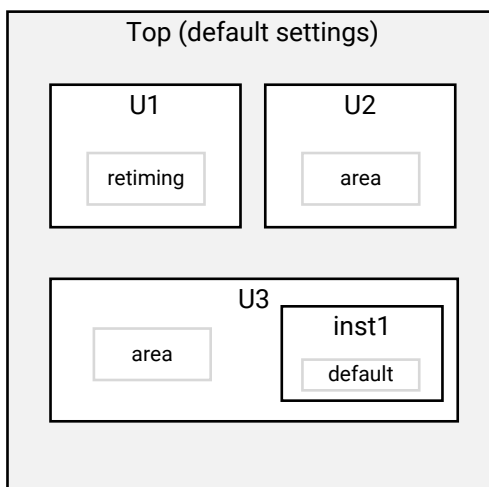 Top (default settings)
U1
retiming
U2
area
U3
area
inst1
default